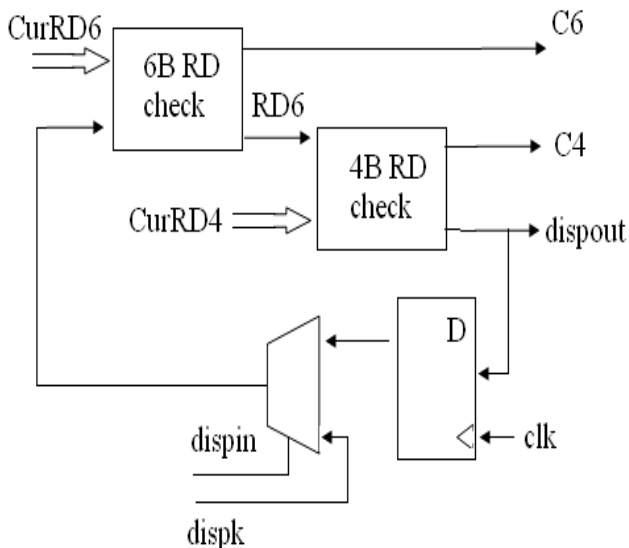 CurRD6
6B RD
check
C6
RD6
4B RD
check
C4
CurRD4
dispout
D
clk
dispin
dispk